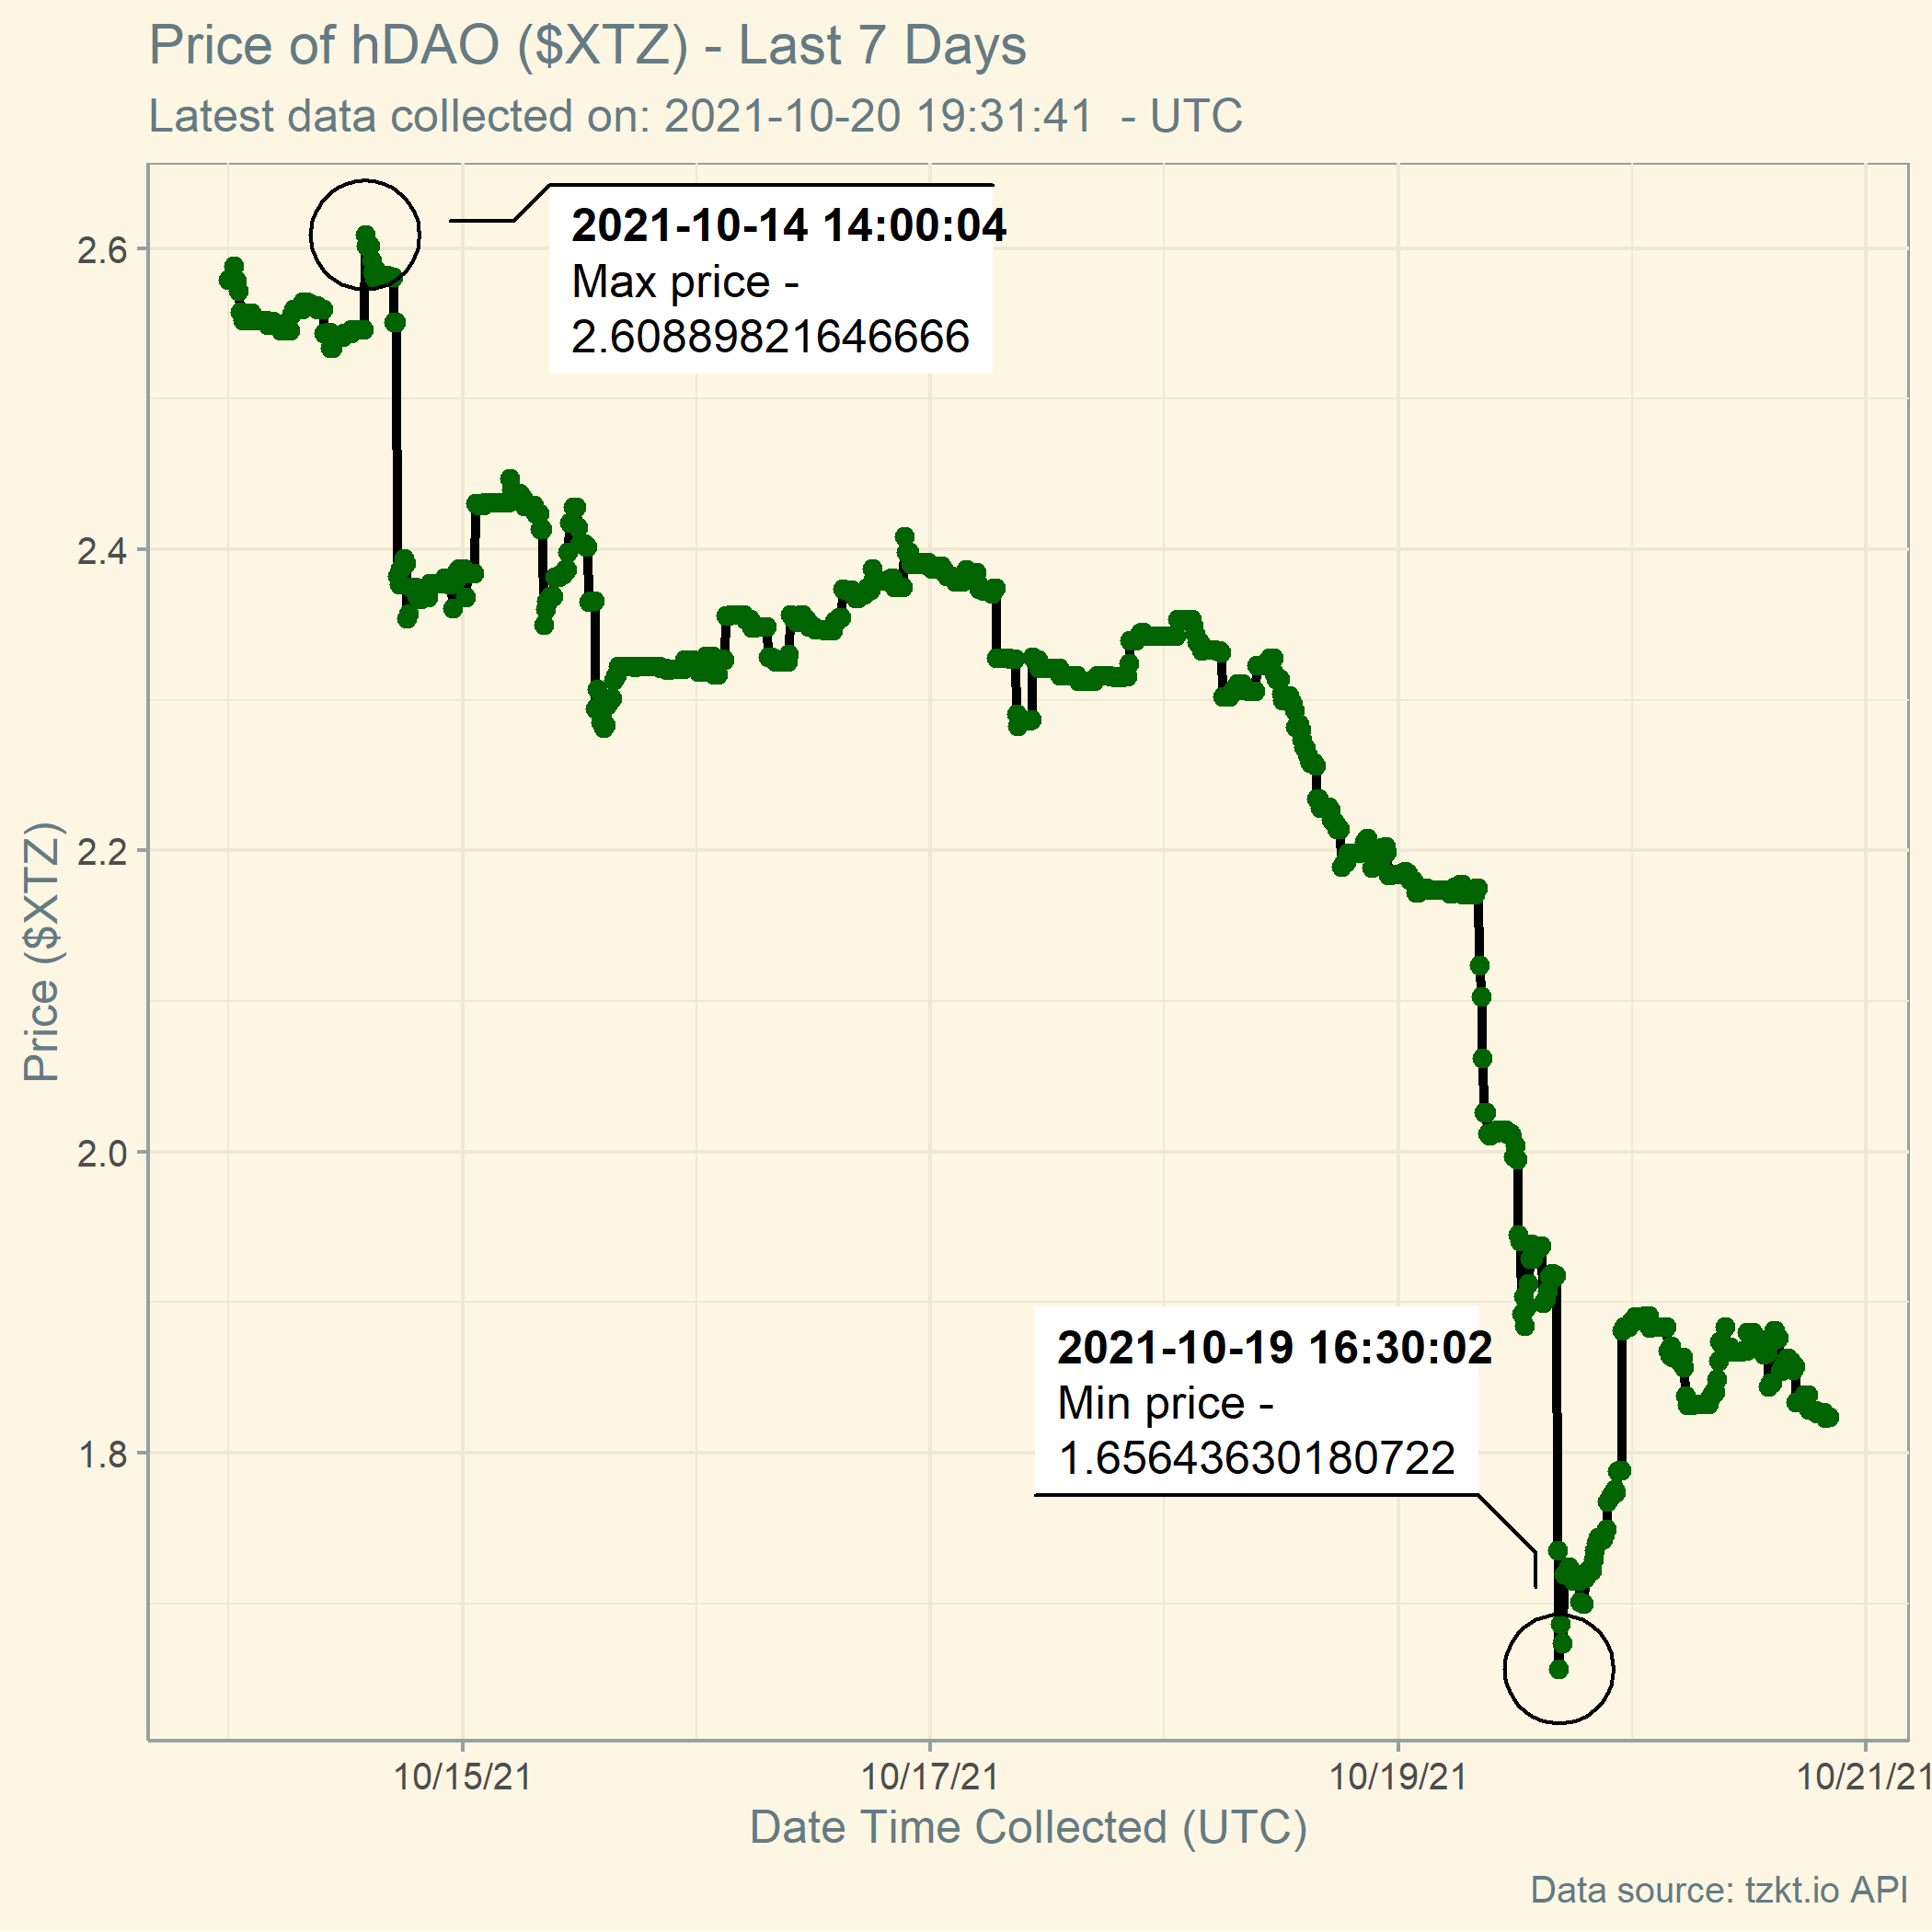 Price of hDAO ($XTZ) - Last 7 Days
Latest data collected on: 2021-10-20 19:31:41  - UTC
2021-10-14 14:00:04
Max price -
2.60889821646666
2.6
2.4
2.2
2.0
1.8
Price ($XTZ)
2021-10-19 16:30:02
Min price -
1.65643630180722
10/15/21
10/17/21
10/19/21
10/21/21
Date Time Collected (UTC)
Data source: tzkt.io API